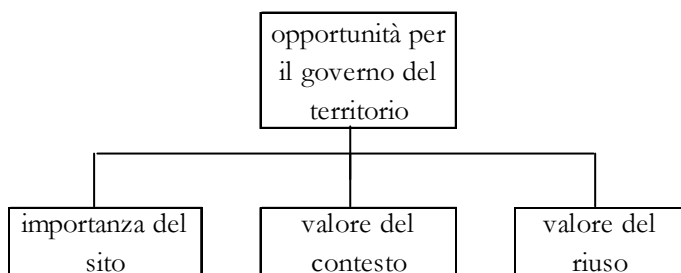 opportunità per
il governo del
territorio
importanza del
sito
valore del
contesto
valore del
riuso